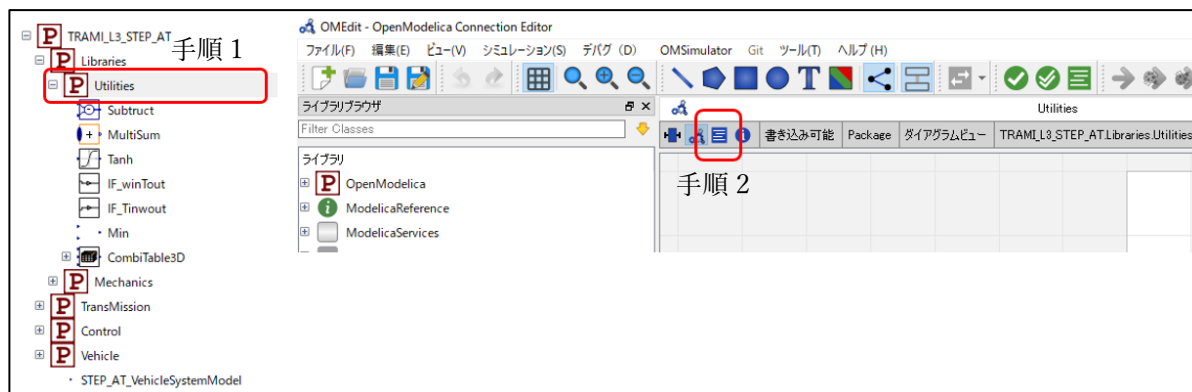 TRAMI_L3_STEP_AT
手順１
Libraries
Utilities
Subtruct
MultiSum
Tanh
IF_winTout
IF_Tinwout
Min
CombiTable3D
Mechanics
TransMission
Control
Vehicle
STEP_AT_VehicleSystemModel
OMEdit - OpenModelica Connection Editor
ファイル(F) 編集(E) ビュー(V) シミュレーション(S) デバグ (D) OMSimulator Git ツール(T) ヘルプ (H)
ライブラリブラウザ
Utilities
Filter Classes
書き込み可能 Package ダイアグラムビュー TRAMI_L3_STEP_AT.Libraries.Utilities
手順２
ライブラリ
P OpenModelica
ModelicaReference
ModelicaServices